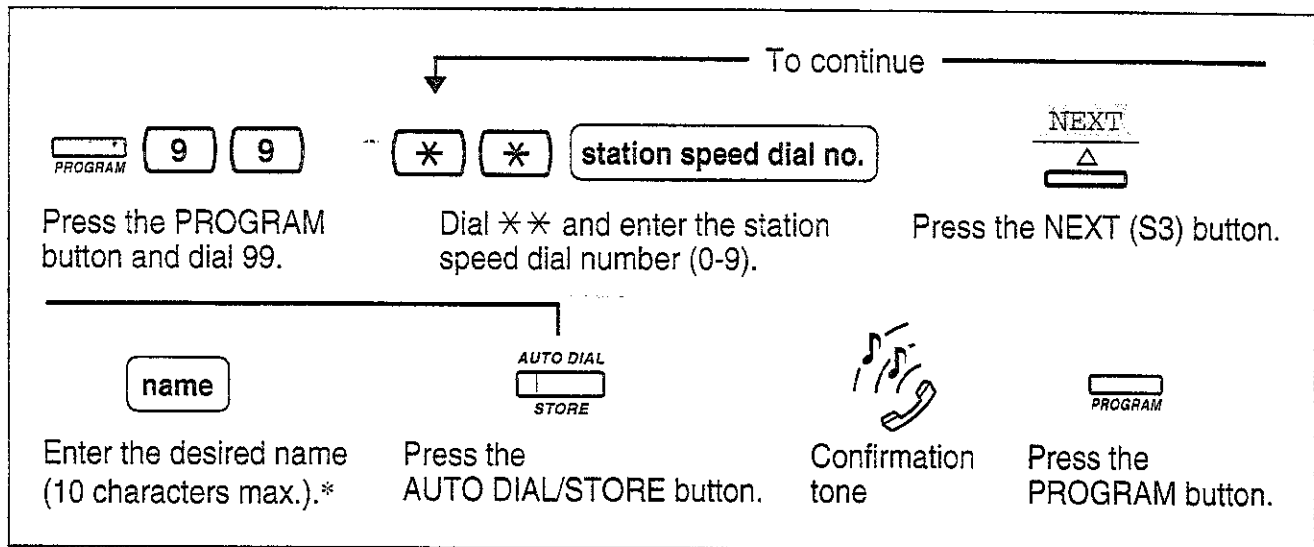 To continue
NEXT
PROGRAM 9 9 ✳ ✳ station speed dial no. △
Press the PROGRAM
button and dial 99.
Dial ✳✳ and enter the station
speed dial number (0-9).
Press the NEXT (S3) button.
name
AUTO DIAL
STORE
PROGRAM
Enter the desired name
(10 characters max.).*
Press the
AUTO DIAL/STORE button.
Confirmation
tone
Press the
PROGRAM button.